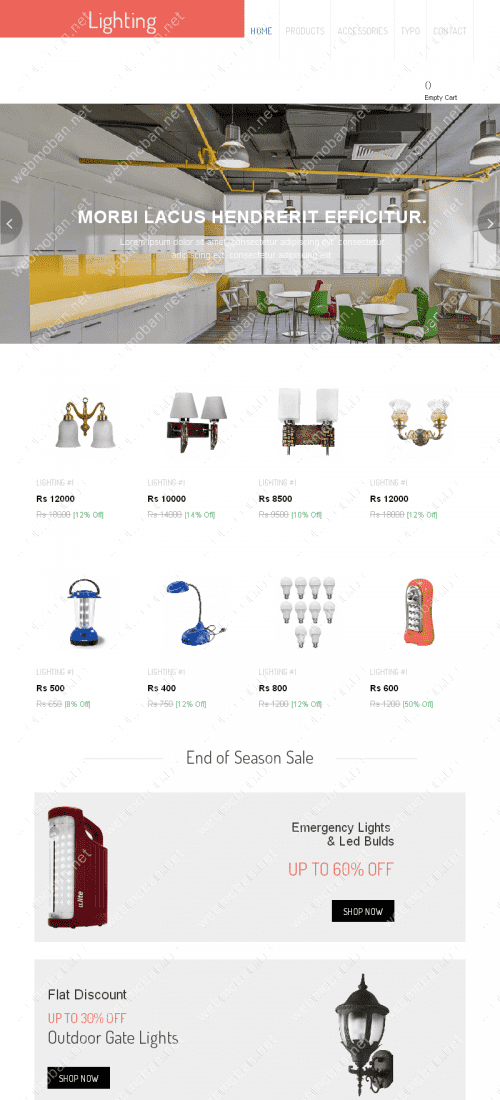 Lighting
HOME PRODUCTS ACCESSORIES TYPO CONTACT
()
Empty Cart
MORBI LACUS HENDRERIT EFFICITUR.
Lorem ipsum dolor sit amet, consectetur adipiscing elit. consectetur
adipiscing elit. consectetur adipiscing elit.
LIGHTING #1 LIGHTING #1 LIGHTING #1 LIGHTING #1
Rs 12000 Rs 10000 Rs 8500 Rs 12000
Rs 18000 [12% Off] Rs 14000 [14% Off] Rs 9500 [10% Off] Rs 18000 [12% Off]
LIGHTING #1 LIGHTING #1 LIGHTING #1 LIGHTING #1
Rs 500 Rs 400 Rs 800 Rs 600
Rs 650 [8% Off] Rs 750 [12% Off] Rs 1200 [12% Off] Rs 1200 [50% Off]
End of Season Sale
Emergency Lights
& Led Bulds
UP TO 60% OFF
SHOP NOW
u.lite
Flat Discount
UP TO 30% OFF
Outdoor Gate Lights
SHOP NOW
webmoban.net